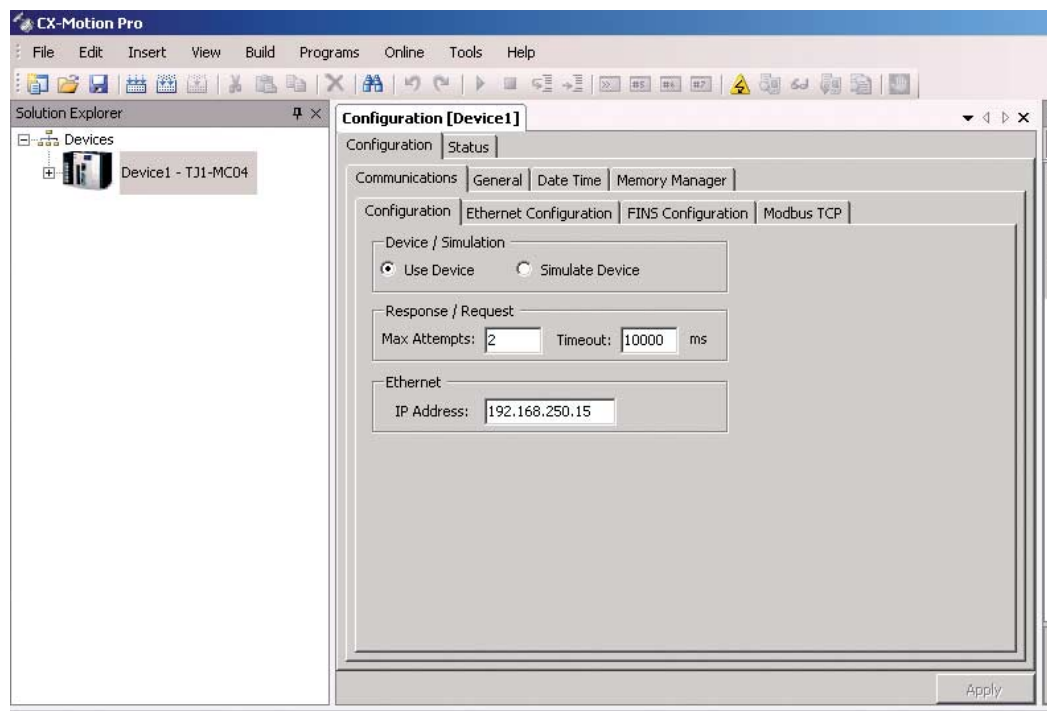 CX-Motion Pro
File Edit Insert View Build Programs Online Tools Help
Solution Explorer
Devices
Device1 - TJ1-MC04
Configuration [Device1]
Configuration Status
Communications General Date Time Memory Manager
Configuration Ethernet Configuration FINS Configuration Modbus TCP
Device / Simulation
Use Device Simulate Device
Response / Request
Max Attempts: 2 Timeout: 10000 ms
Ethernet
IP Address: 192.168.250.15
Apply